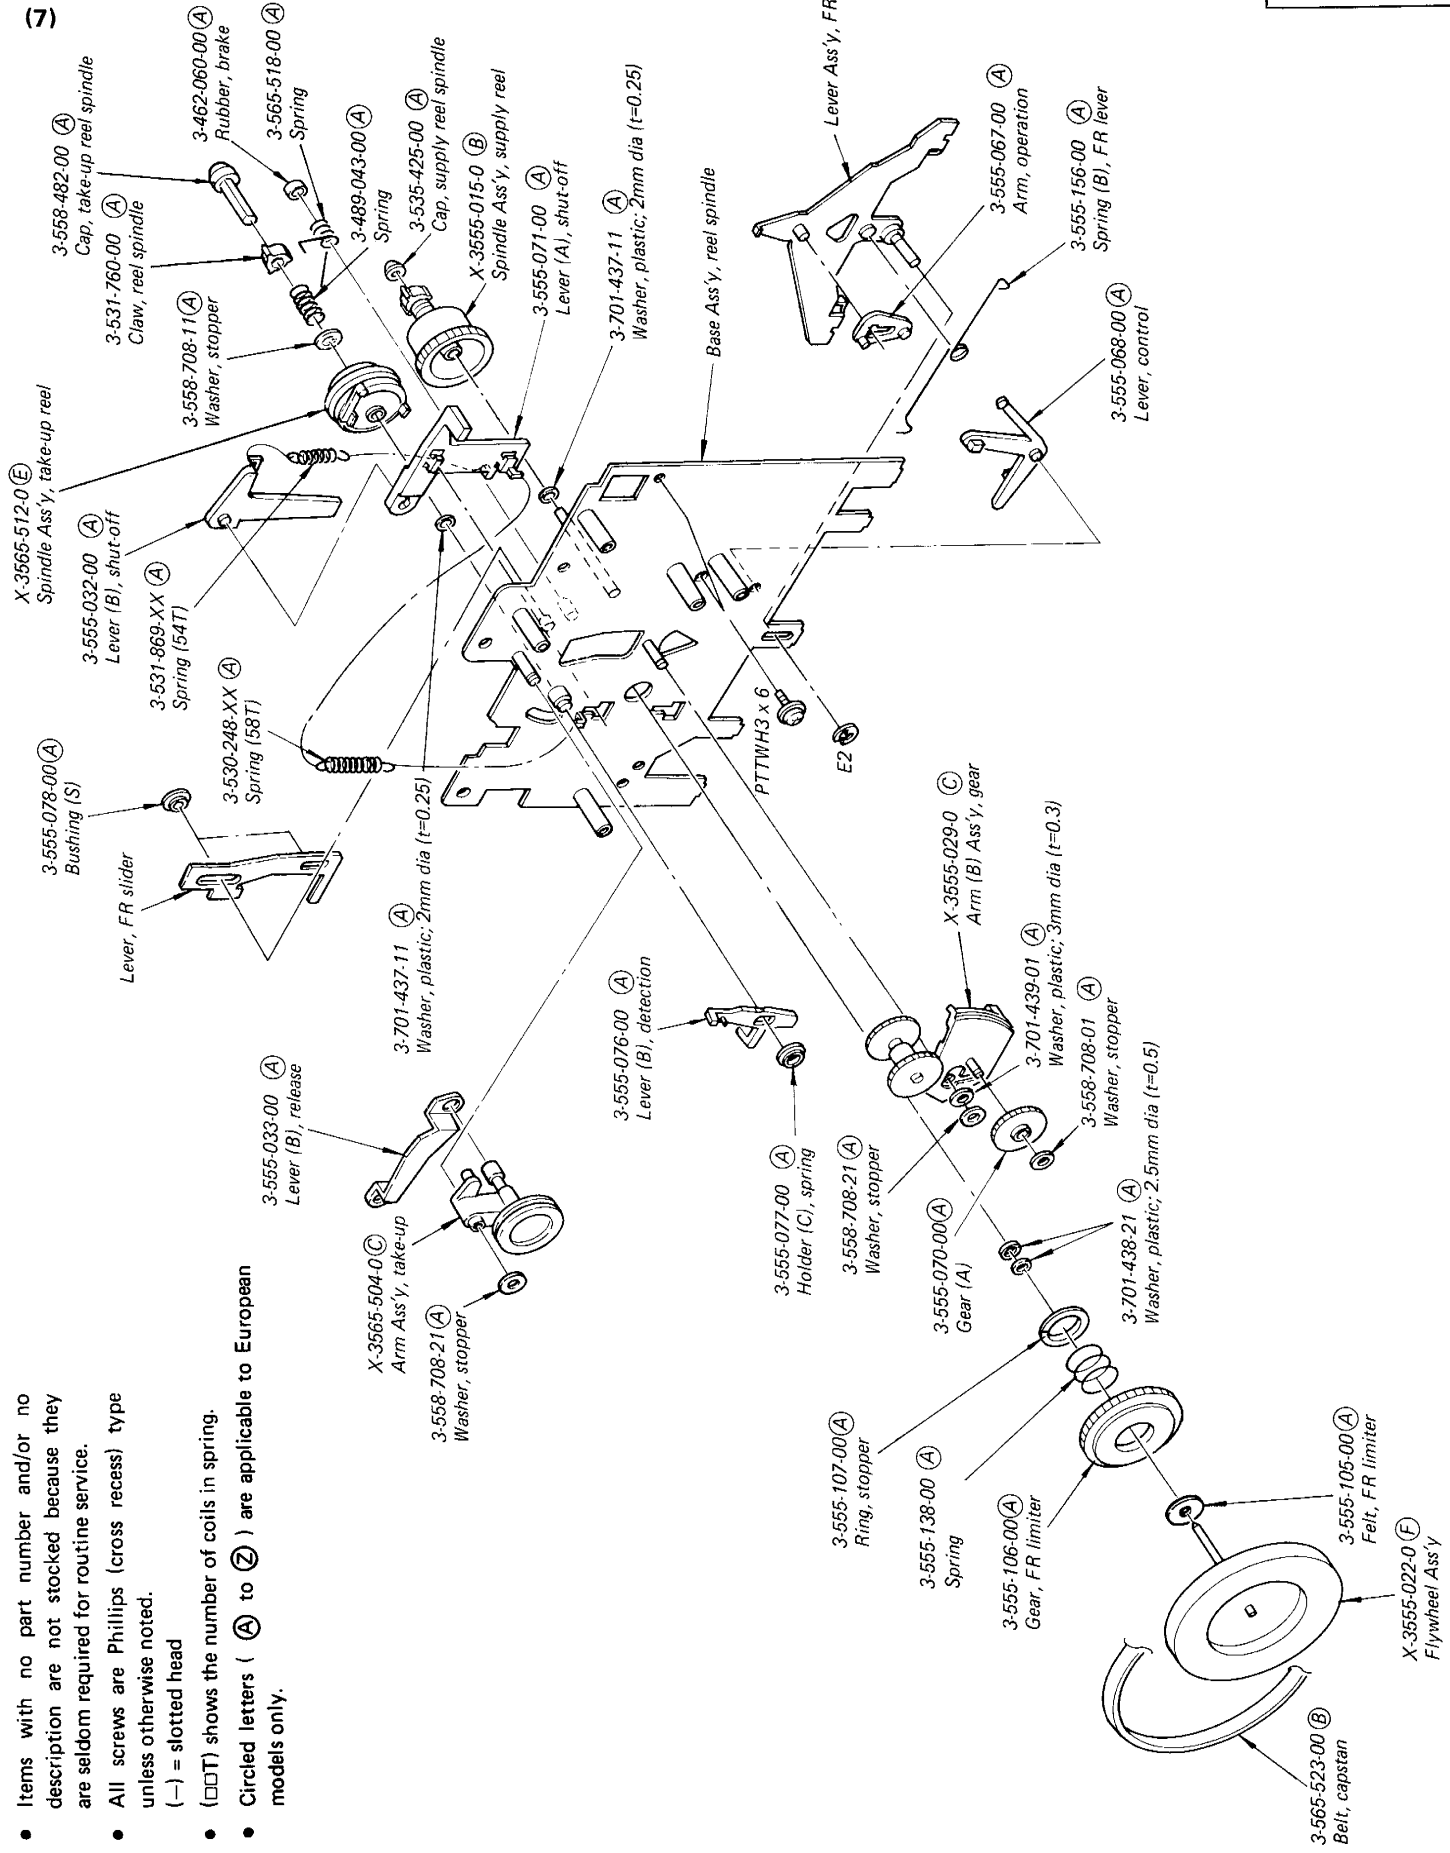 (7)
• Items with no part number and/or no
description are not stocked because they
are seldom required for routine service.
• All screws are Phillips (cross recess) type
unless otherwise noted.
(—) = slotted head
• (□□T) shows the number of coils in spring.
• Circled letters ( Ⓐ to Ⓩ ) are applicable to European
models only.
3-558-482-00 Ⓐ
Cap, take-up reel spindle
3-462-060-00 Ⓐ
Rubber, brake
3-565-518-00 Ⓐ
Spring
3-531-760-00 Ⓐ
Claw, reel spindle
3-489-043-00 Ⓐ
Spring
3-535-425-00 Ⓐ
Cap, supply reel spindle
X-3555-015-0 Ⓑ
Spindle Ass'y, supply reel
3-558-708-11 Ⓐ
Washer, stopper
3-555-071-00 Ⓐ
Lever (A), shut-off
3-701-437-11 Ⓐ
Washer, plastic; 2mm dia (t=0.25)
Base Ass'y, reel spindle
Lever Ass'y, FR
3-555-067-00 Ⓐ
Arm, operation
3-555-156-00 Ⓐ
Spring (B), FR lever
3-555-068-00 Ⓐ
Lever, control
X-3565-512-0 Ⓔ
Spindle Ass'y, take-up reel
3-555-032-00 Ⓐ
Lever (B), shut-off
3-531-869-XX Ⓐ
Spring (54T)
3-530-248-XX Ⓐ
Spring (58T)
3-555-078-00 Ⓐ
Bushing (S)
Lever, FR slider
3-701-437-11 Ⓐ
Washer, plastic; 2mm dia (t=0.25)
PTTWH3 x 6
E2
3-555-033-00 Ⓐ
Lever (B), release
X-3565-504-0 Ⓒ
Arm Ass'y, take-up
3-558-708-21 Ⓐ
Washer, stopper
3-555-076-00 Ⓐ
Lever (B), detection
3-555-077-00 Ⓐ
Holder (C), spring
X-3555-029-0 Ⓒ
Arm (B) Ass'y, gear
3-701-439-01 Ⓐ
Washer, plastic; 3mm dia (t=0.3)
3-558-708-01 Ⓐ
Washer, stopper
3-558-708-21 Ⓐ
Washer, stopper
3-555-070-00 Ⓐ
Gear (A)
3-701-438-21 Ⓐ
Washer, plastic; 2.5mm dia (t=0.5)
3-555-107-00 Ⓐ
Ring, stopper
3-555-138-00 Ⓐ
Spring
3-555-106-00 Ⓐ
Gear, FR limiter
3-555-105-00 Ⓐ
Felt, FR limiter
X-3555-022-0 Ⓕ
Flywheel Ass'y
3-565-523-00 Ⓑ
Belt, capstan